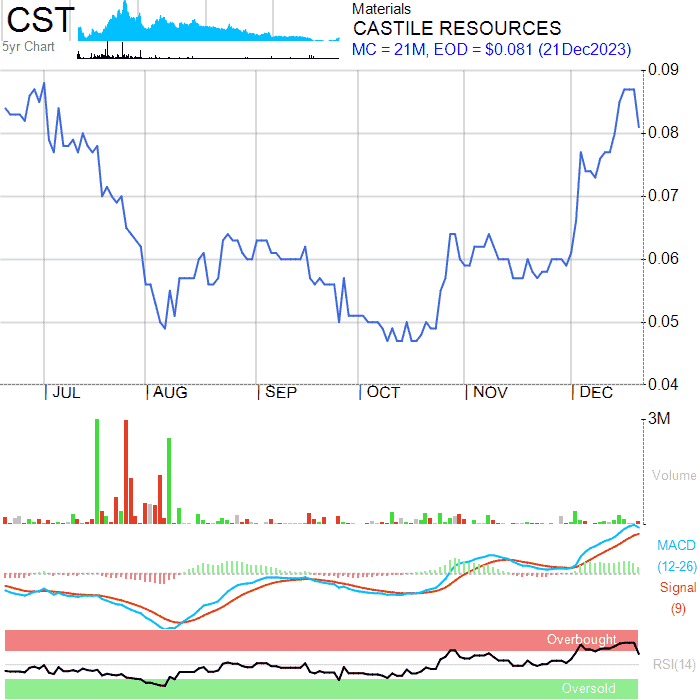 CST
5yr Chart
Materials
CASTILE RESOURCES
MC = 21M, EOD = $0.081 (21Dec2023)
0.09
0.08
0.07
0.06
0.05
0.04
JUL AUG SEP OCT NOV DEC
3M
Volume
MACD
(12-26)
Signal
(9)
Overbought
RSI(14)
Oversold